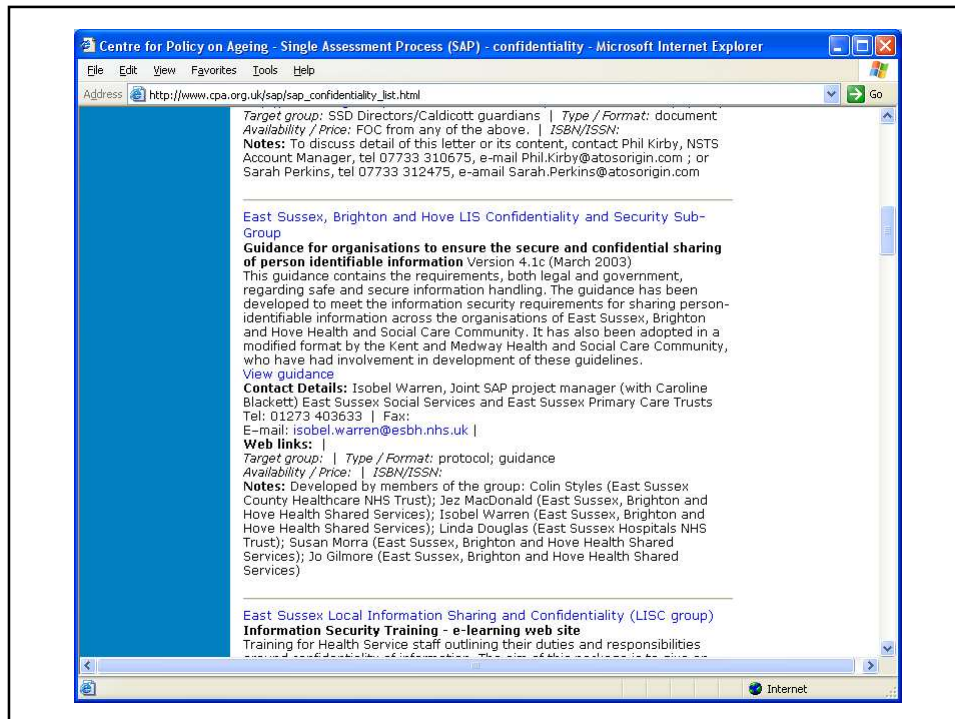 Centre for Policy on Ageing - Single Assessment Process (SAP) - confidentiality - Microsoft Internet Explorer
File Edit View Favorites Tools Help
Address http://www.cpa.org.uk/sap/sap_confidentiality_list.html Go
Target group: SSD Directors/Caldicott guardians | Type / Format: document
Availability / Price: FOC from any of the above. | ISBN/ISSN:
Notes: To discuss detail of this letter or its content, contact Phil Kirby, NSTS
Account Manager, tel 07733 310675, e-mail Phil.Kirby@atosorigin.com ; or
Sarah Perkins, tel 07733 312475, e-amail Sarah.Perkins@atosorigin.com
East Sussex, Brighton and Hove LIS Confidentiality and Security Sub-
Group
Guidance for organisations to ensure the secure and confidential sharing
of person identifiable information Version 4.1c (March 2003)
This guidance contains the requirements, both legal and government,
regarding safe and secure information handling. The guidance has been
developed to meet the information security requirements for sharing person-
identifiable information across the organisations of East Sussex, Brighton
and Hove Health and Social Care Community. It has also been adopted in a
modified format by the Kent and Medway Health and Social Care Community,
who have had involvement in development of these guidelines.
View guidance
Contact Details: Isobel Warren, Joint SAP project manager (with Caroline
Blackett) East Sussex Social Services and East Sussex Primary Care Trusts
Tel: 01273 403633 | Fax:
E-mail: isobel.warren@esbh.nhs.uk |
Web links: |
Target group: | Type / Format: protocol; guidance
Availability / Price: | ISBN/ISSN:
Notes: Developed by members of the group: Colin Styles (East Sussex
County Healthcare NHS Trust); Jez MacDonald (East Sussex, Brighton and
Hove Health Shared Services); Isobel Warren (East Sussex, Brighton and
Hove Health Shared Services); Linda Douglas (East Sussex Hospitals NHS
Trust); Susan Morra (East Sussex, Brighton and Hove Health Shared
Services); Jo Gilmore (East Sussex, Brighton and Hove Health Shared
Services)
East Sussex Local Information Sharing and Confidentiality (LISC group)
Information Security Training - e-learning web site
Training for Health Service staff outlining their duties and responsibilities
around confidentiality of information. The aim of this package is to give an
Internet